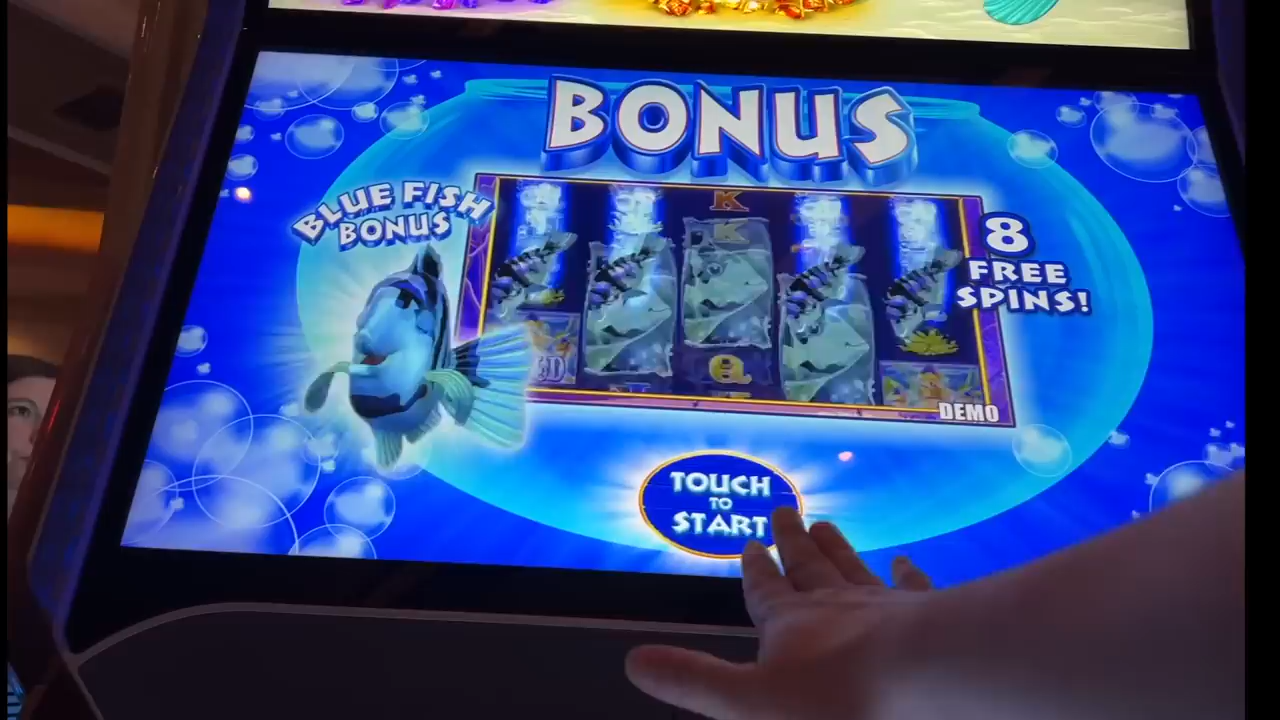 BONUS
BLUE FISH
BONUS
8
FREE
SPINS!
K
K
Q
DEMO
TOUCH
TO
START